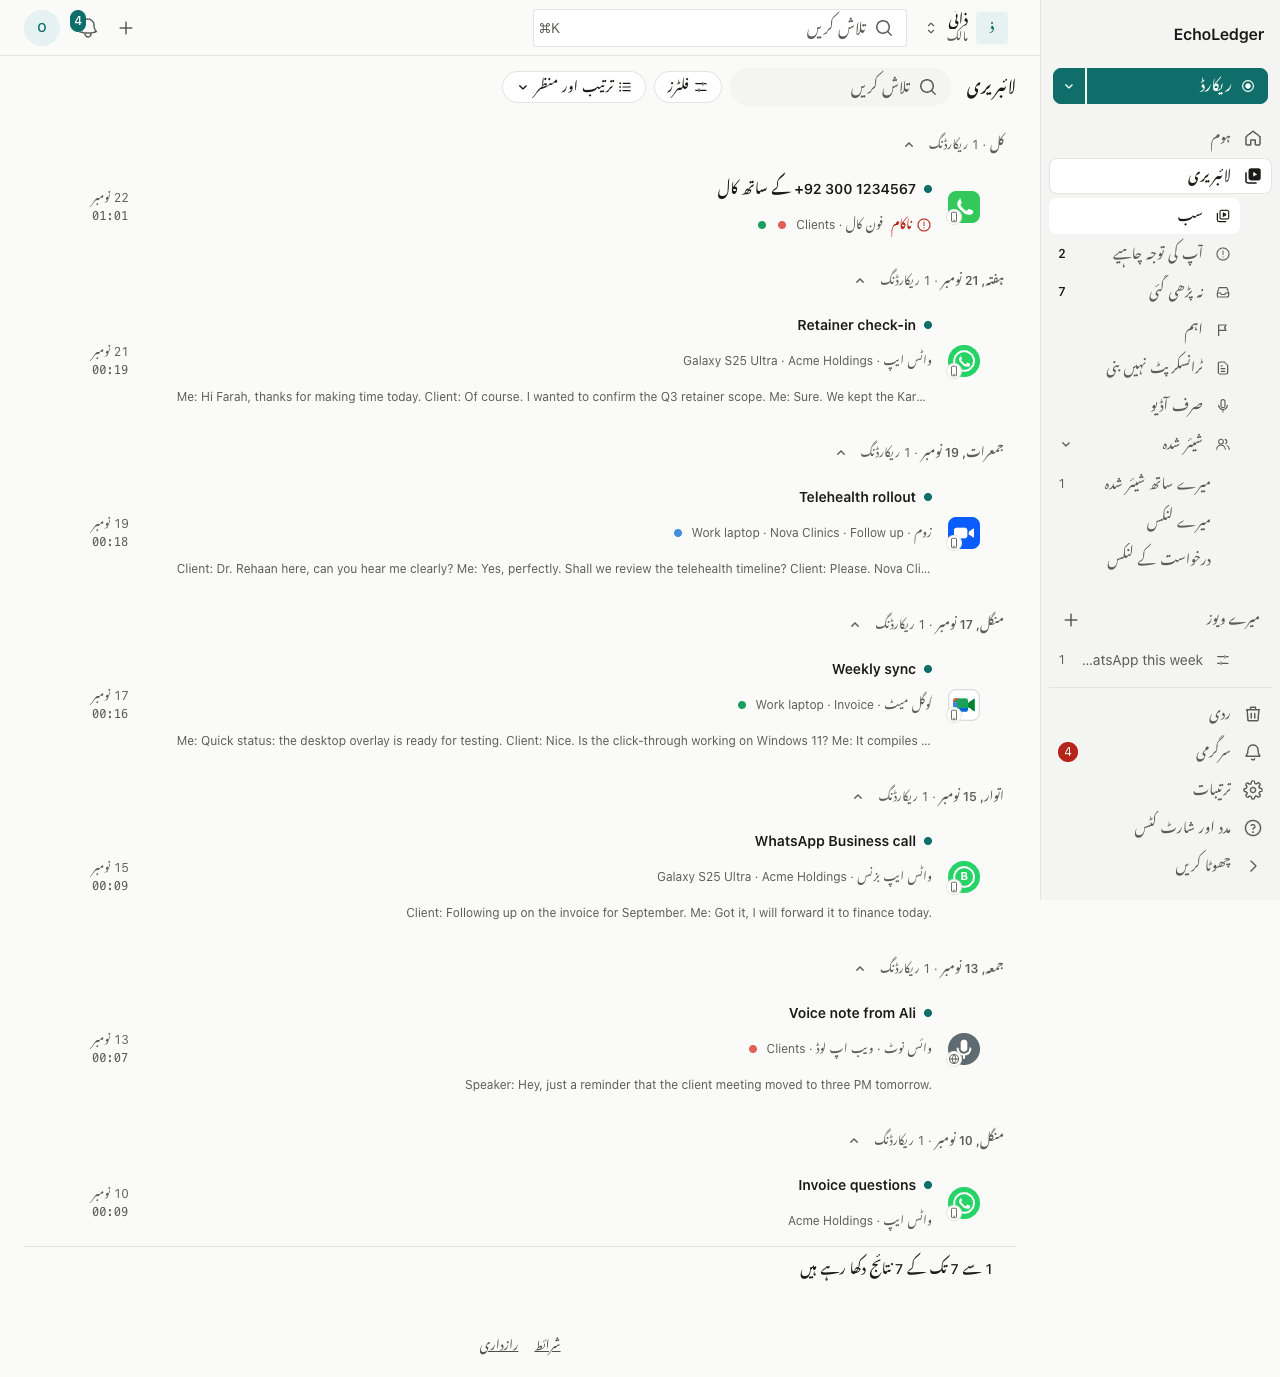 EchoLedger
ریکارڈ
ہوم
لائبریری
سب
آپ کی توجہ چاہیے 2
نہ پڑھی گئی 7
اہم
ٹرانسکرپٹ نہیں بنی
صرف آڈیو
شیئر شدہ
میرے ساتھ شیئر شدہ 1
میرے لنکس
درخواست کے لنکس
میرے ویوز
...atsApp this week 1
ردی
سرگرمی 4
ترتیبات
مدد اور شارٹ کٹس
چھوٹا کریں
ذ
ذاتی
مالک
تلاش کریں ⌘K
4
O
لائبریری
تلاش کریں
فلٹرز
ترتیب اور منظر
کل · 1 ریکارڈنگ
+92 300 1234567 کے ساتھ کال
ناکام فون کال · Clients
22 نومبر
01:01
ہفتہ, 21 نومبر · 1 ریکارڈنگ
Retainer check-in
واٹس ایپ · Galaxy S25 Ultra · Acme Holdings
Me: Hi Farah, thanks for making time today. Client: Of course. I wanted to confirm the Q3 retainer scope. Me: Sure. We kept the Kar...
21 نومبر
00:19
جمعرات, 19 نومبر · 1 ریکارڈنگ
Telehealth rollout
زوم · Work laptop · Nova Clinics · Follow up
Client: Dr. Rehaan here, can you hear me clearly? Me: Yes, perfectly. Shall we review the telehealth timeline? Client: Please. Nova Cli...
19 نومبر
00:18
منگل, 17 نومبر · 1 ریکارڈنگ
Weekly sync
گوگل میٹ · Work laptop · Invoice
Me: Quick status: the desktop overlay is ready for testing. Client: Nice. Is the click-through working on Windows 11? Me: It compiles ...
17 نومبر
00:16
اتوار, 15 نومبر · 1 ریکارڈنگ
WhatsApp Business call
واٹس ایپ بزنس · Galaxy S25 Ultra · Acme Holdings
Client: Following up on the invoice for September. Me: Got it, I will forward it to finance today.
15 نومبر
00:09
جمعہ, 13 نومبر · 1 ریکارڈنگ
Voice note from Ali
وائس نوٹ · ویب اپ لوڈ · Clients
Speaker: Hey, just a reminder that the client meeting moved to three PM tomorrow.
13 نومبر
00:07
منگل, 10 نومبر · 1 ریکارڈنگ
Invoice questions
واٹس ایپ · Acme Holdings
10 نومبر
00:09
1 سے 7 تک کے 7 نتائج دکھا رہے ہیں
شرائط رازداری